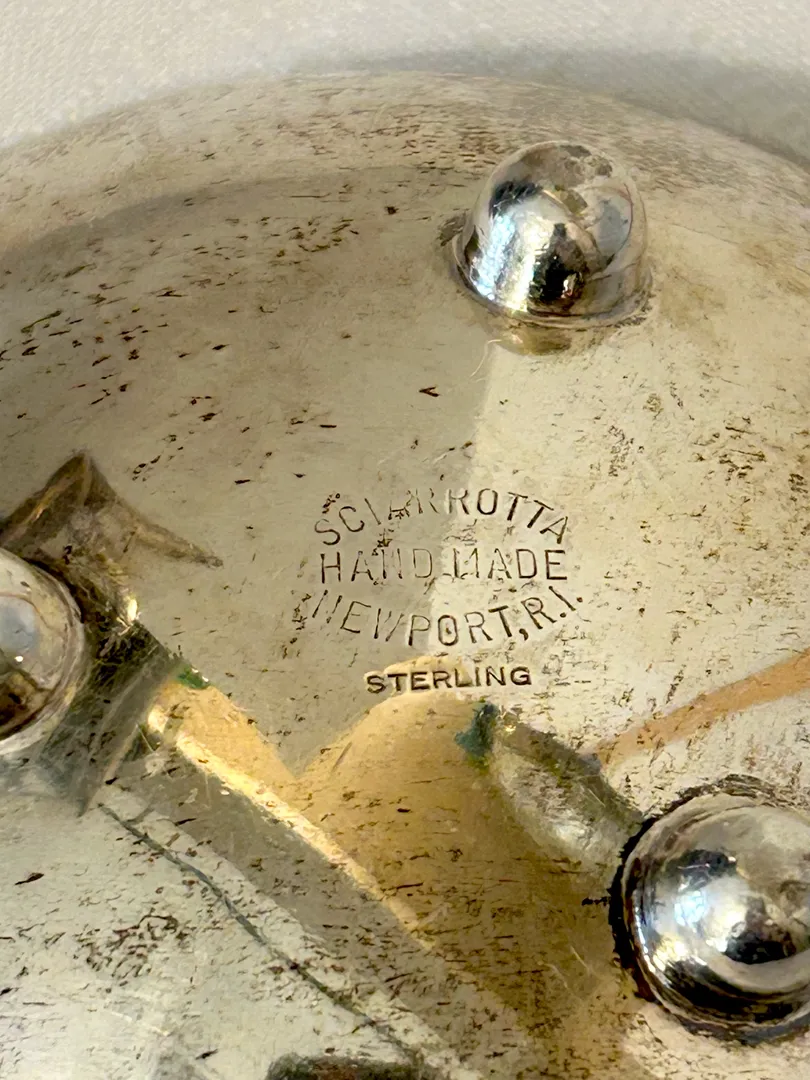 SCIARROTTA
HAND MADE
NEWPORT, R.I.
STERLING